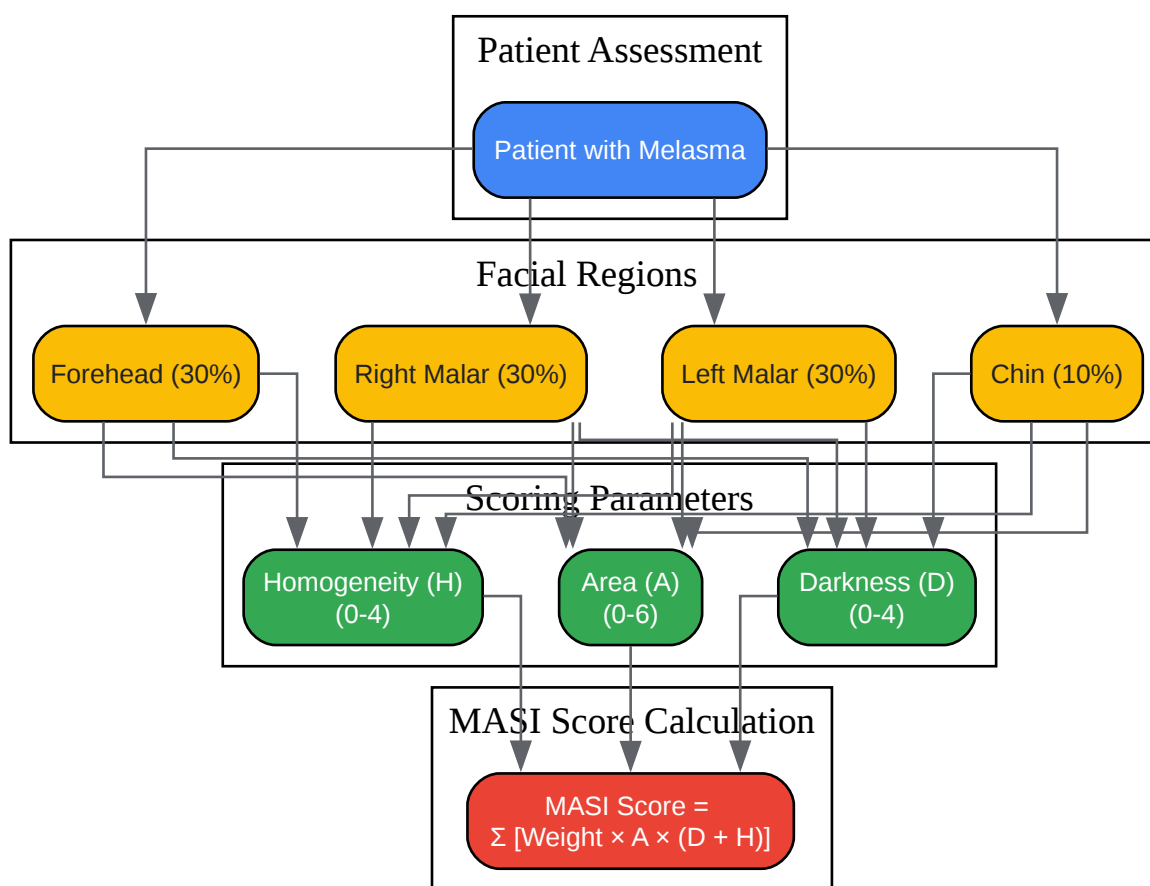 Patient Assessment
Patient with Melasma
Facial Regions
Forehead (30%)
Right Malar (30%)
Left Malar (30%)
Chin (10%)
Scoring Parameters
Homogeneity (H)
(0-4)
Area (A)
(0-6)
Darkness (D)
(0-4)
MASI Score Calculation
MASI Score =
Σ [Weight × A × (D + H)]